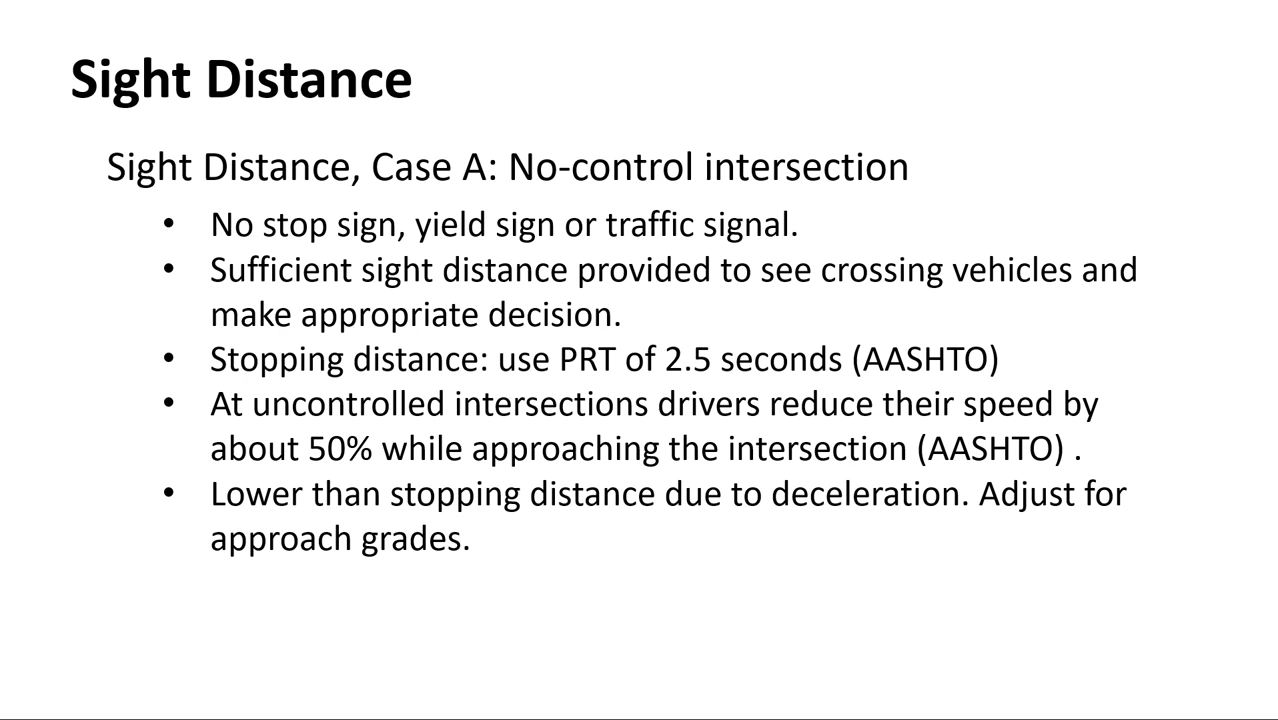 Sight Distance
Sight Distance, Case A: No-control intersection
• No stop sign, yield sign or traffic signal.
• Sufficient sight distance provided to see crossing vehicles and
make appropriate decision.
• Stopping distance: use PRT of 2.5 seconds (AASHTO)
• At uncontrolled intersections drivers reduce their speed by
about 50% while approaching the intersection (AASHTO) .
• Lower than stopping distance due to deceleration. Adjust for
approach grades.